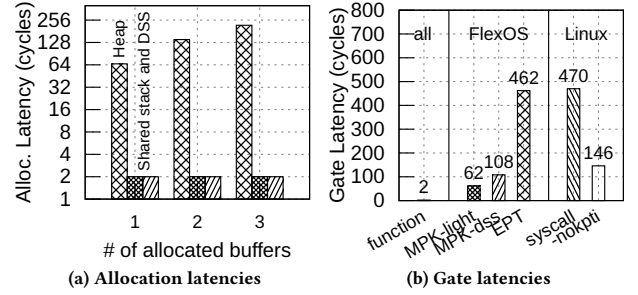 Alloc. Latency (cycles)
256
128
64
32
16
8
4
2
1
Heap
Shared stack and DSS
1 2 3
# of allocated buffers
(a) Allocation latencies
Gate Latency (cycles)
800
700
600
500
400
300
200
100
0
all FlexOS Linux
2
62
108
462
470
146
function
MPK-light
MPK-dss
EPT
syscall
-nokpti
(b) Gate latencies